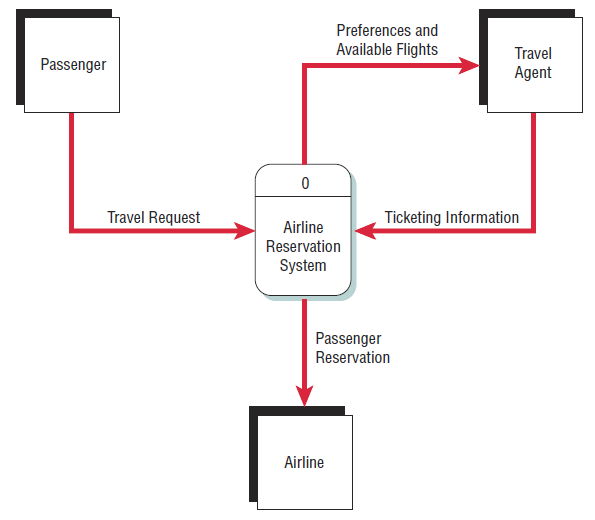 Preferences and
Available Flights
Passenger
Travel
Agent
0
Travel Request
Airline
Reservation
System
Ticketing Information
Passenger
Reservation
Airline